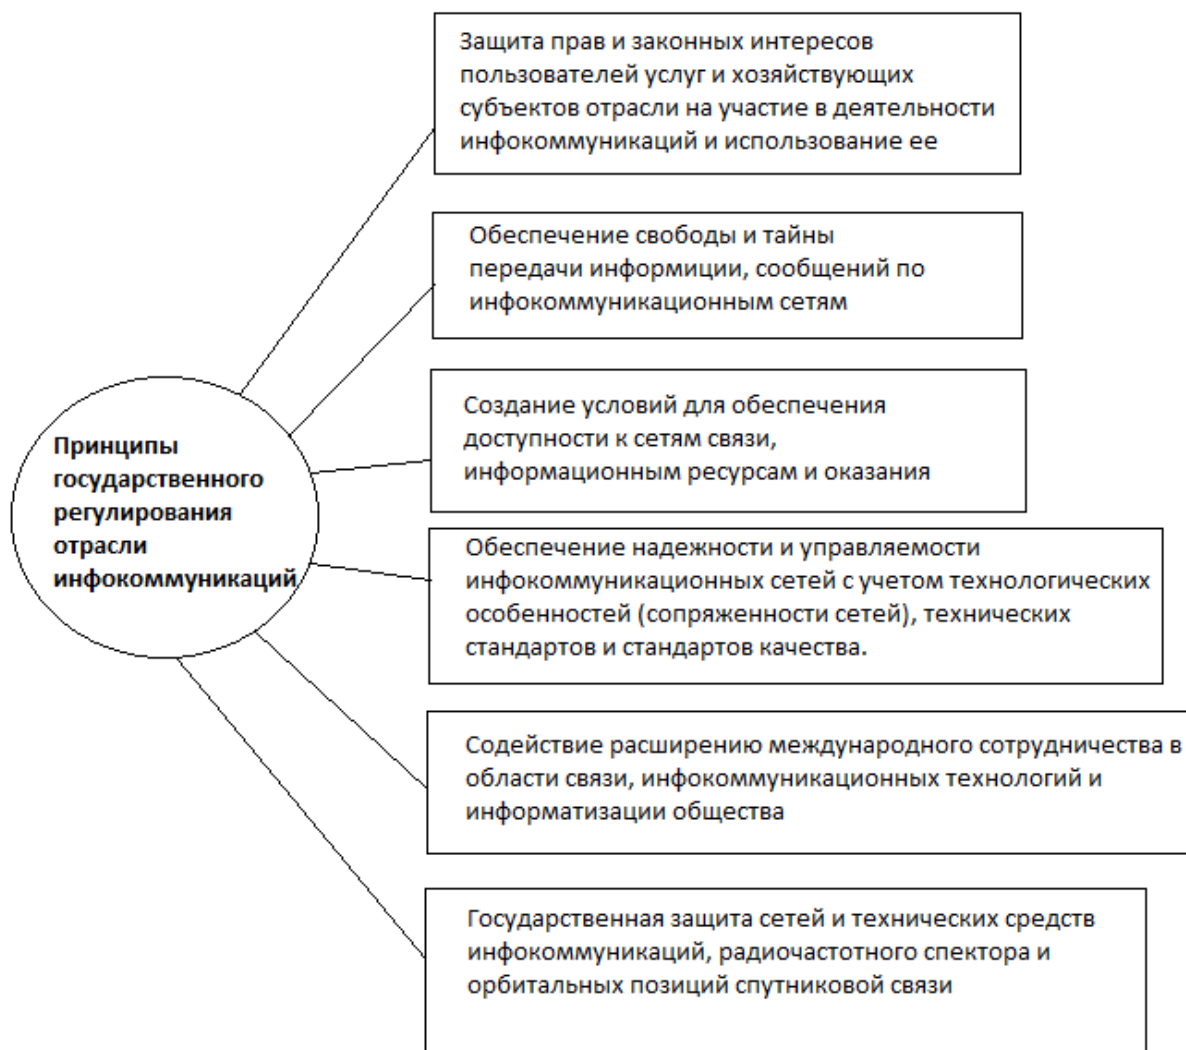 Защита прав и законных интересов
пользователей услуг и хозяйствующих
субъектов отрасли на участие в деятельности
инфокоммуникаций и использование ее
Обеспечение свободы и тайны
передачи информиции, сообщений по
инфокоммуникационным сетям
Создание условий для обеспечения
доступности к сетям связи,
информационным ресурсам и оказания
Принципы
государственного
регулирования
отрасли
инфокоммуникаций
Обеспечение надежности и управляемости
инфокоммуникационных сетей с учетом технологических
особенностей (сопряженности сетей), технических
стандартов и стандартов качества.
Содействие расширению международного сотрудничества в
области связи, инфокоммуникационных технологий и
информатизации общества
Государственная защита сетей и технических средств
инфокоммуникаций, радиочастотного спектора и
орбитальных позиций спутниковой связи